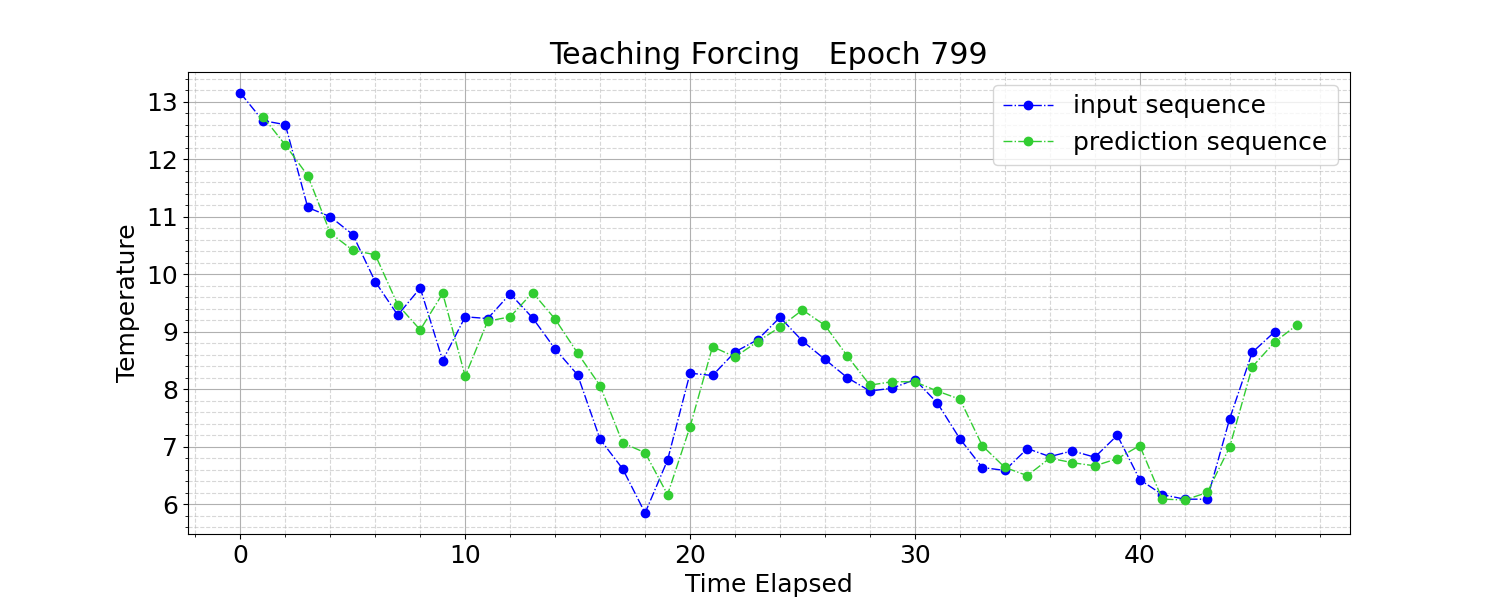 Teaching Forcing   Epoch 799
input sequence
prediction sequence
Temperature
13
12
11
10
9
8
7
6
0 10 20 30 40
Time Elapsed